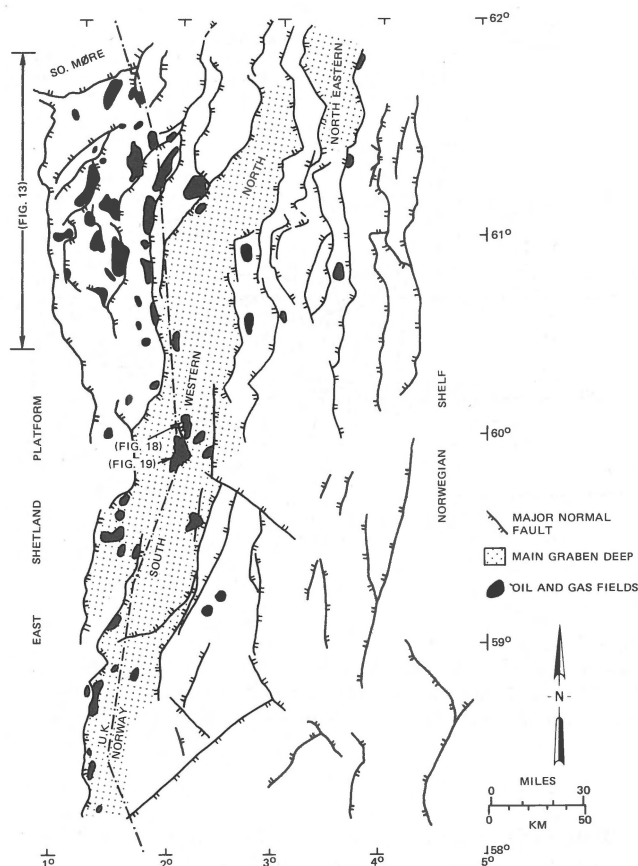 62°
SO. MØRE
NORTH EASTERN
NORTH
(FIG. 13)
61°
WESTERN
PLATFORM
SHELF
60°
(FIG. 18)
(FIG. 19)
SHETLAND
NORWEGIAN
SOUTH
MAJOR NORMAL
FAULT
MAIN GRABEN DEEP
OIL AND GAS FIELDS
EAST
59°
-N-
U.K.
NORWAY
MILES
0 30
0 50
KM
58°
1° 2° 3° 4° 5°